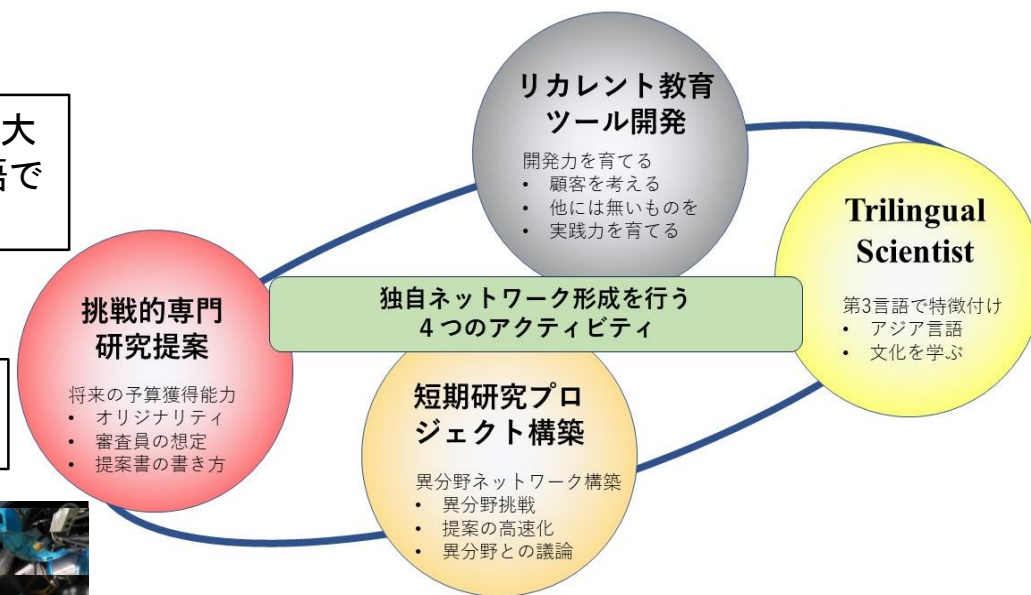 大
語で
リカレント教育
ツール開発
開発力を育てる
• 顧客を考える
• 他には無いものを
• 実践力を育てる
Trilingual
Scientist
第3言語で特徴付け
• アジア言語
• 文化を学ぶ
独自ネットワーク形成を行う
４つのアクティビティ
挑戦的専門
研究提案
将来の予算獲得能力
• オリジナリティ
• 審査員の想定
• 提案書の書き方
短期研究プロ
ジェクト構築
異分野ネットワーク構築
• 異分野挑戦
• 提案の高速化
• 異分野との議論